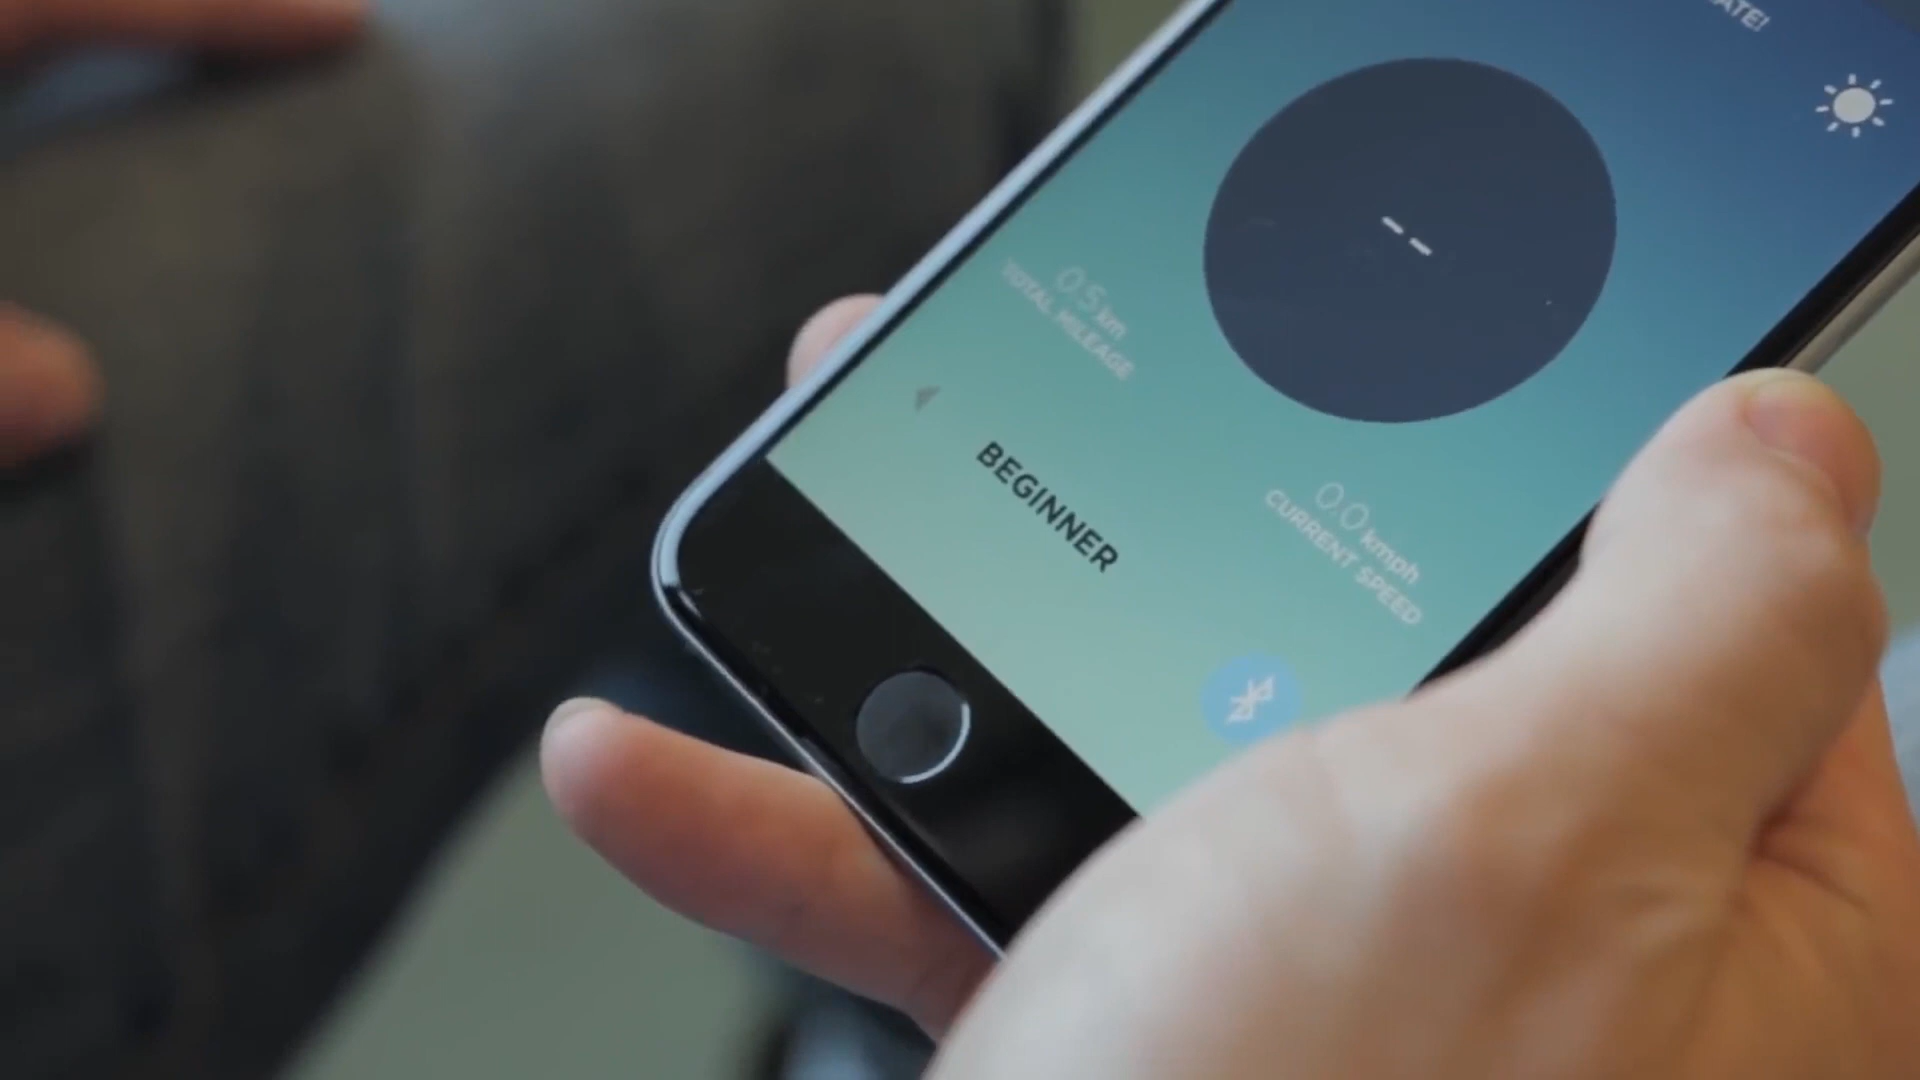 --
0.5 km
TOTAL MILEAGE
0.0 kmph
CURRENT SPEED
BEGINNER